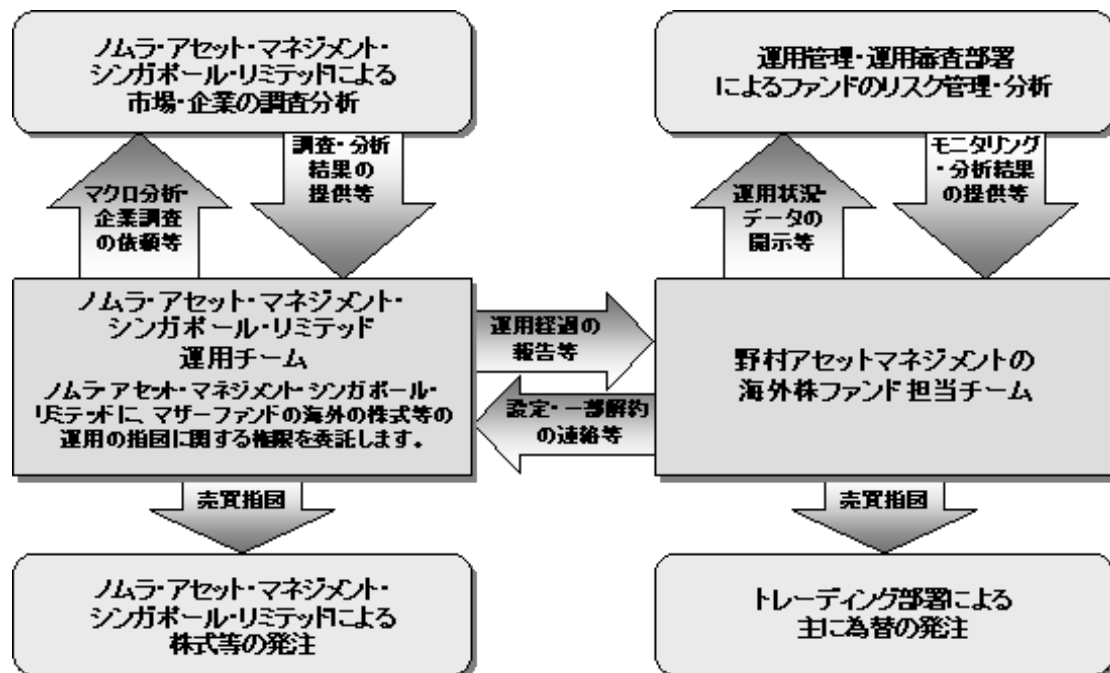 ノムラ・アセット・マネジメント・
シンガポール・リミテッドによる
市場・企業の調査分析
運用管理・運用審査部署
によるファンドのリスク管理・分析
マクロ分析・
企業調査
の依頼等
調査・分析
結果の
提供等
運用状況・
データの
開示等
モニタリング
・分析結果
の提供等
ノムラ・アセット・マネジメント・
シンガポール・リミテッド
運用チーム
ノムラ・アセット・マネジメント・シンガポール・
リミテッドに、マザーファンドの海外の株式等の
運用の指図に関する権限を委託します。
運用経過の
報告等
設定・一部解約
の連絡等
野村アセットマネジメントの
海外株ファンド担当チーム
売買指図
売買指図
ノムラ・アセット・マネジメント・
シンガポール・リミテッドによる
株式等の発注
トレーディング部署による
主に為替の発注